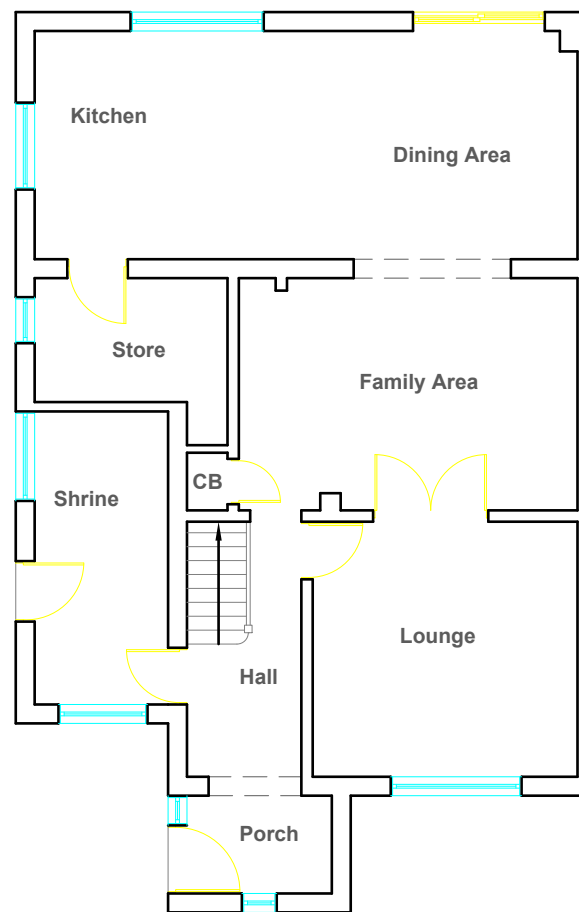 Kitchen
Dining Area
Store
Family Area
CB
Shrine
Lounge
Hall
Porch